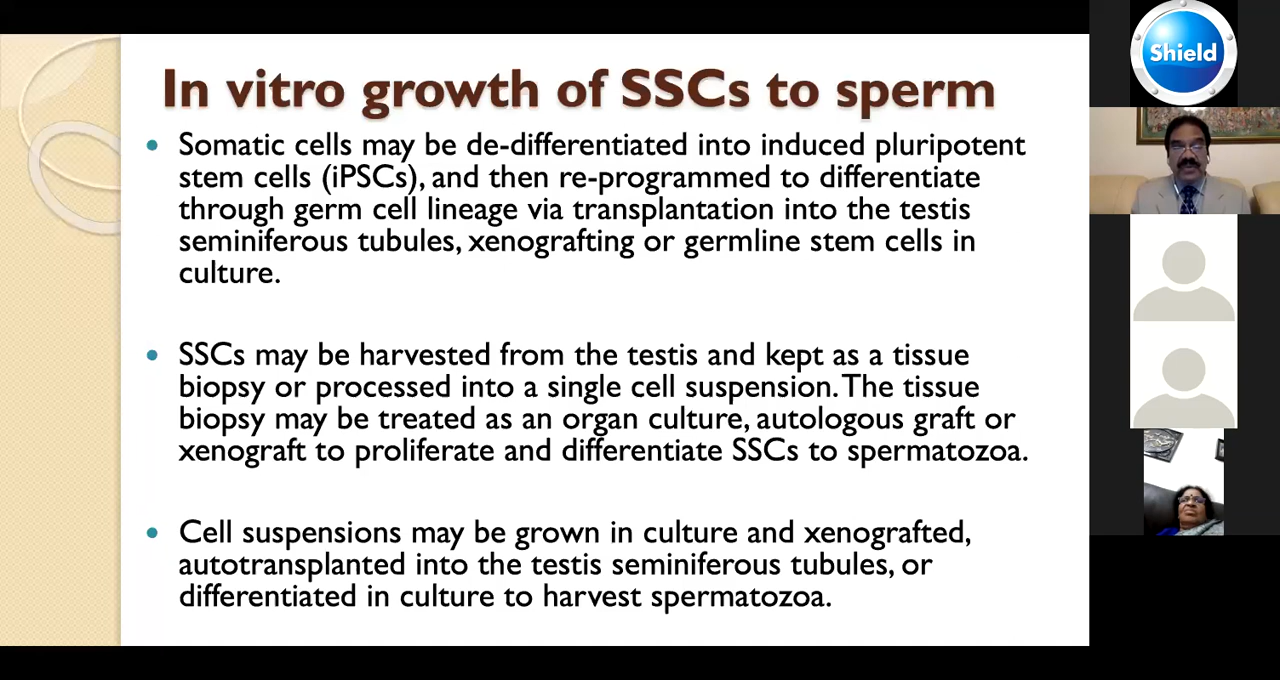 In vitro growth of SSCs to sperm
Somatic cells may be de-differentiated into induced pluripotent
stem cells (iPSCs), and then re-programmed to differentiate
through germ cell lineage via transplantation into the testis
seminiferous tubules, xenografting or germline stem cells in
culture.
SSCs may be harvested from the testis and kept as a tissue
biopsy or processed into a single cell suspension. The tissue
biopsy may be treated as an organ culture, autologous graft or
xenograft to proliferate and differentiate SSCs to spermatozoa.
Cell suspensions may be grown in culture and xenografted,
autotransplanted into the testis seminiferous tubules, or
differentiated in culture to harvest spermatozoa.
Shield